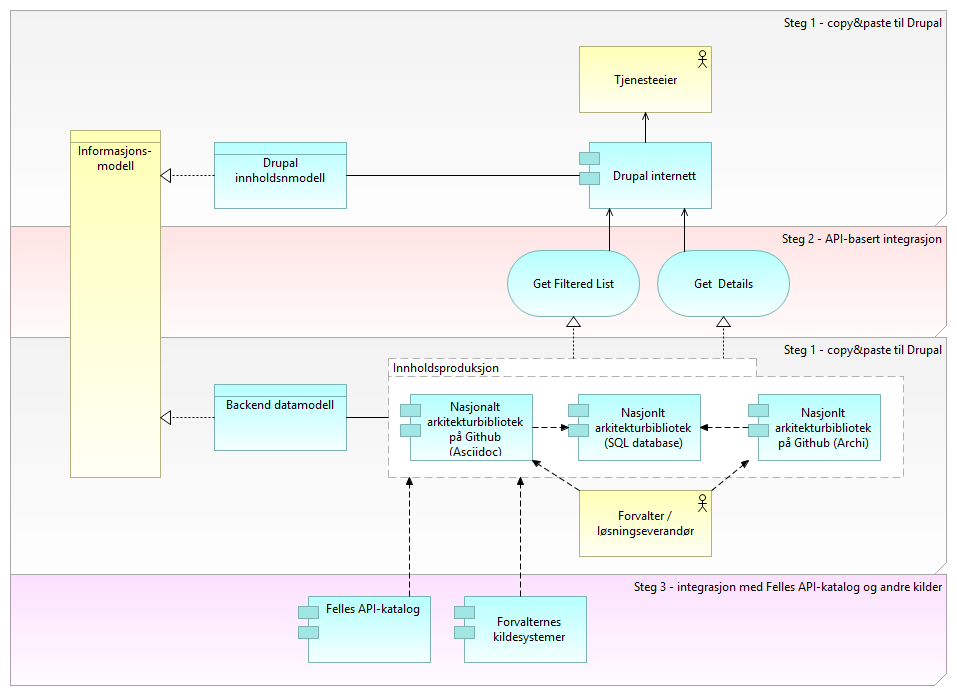 Steg 1 - copy&paste til Drupal
Tjenesteeier
Informasjons-
modell
Drupal
innholdsnmodell
Drupal internett
Steg 2 - API-basert integrasjon
Get Filtered List
Get  Details
Steg 1 - copy&paste til Drupal
Innholdsproduksjon
Backend datamodell
Nasjonalt
arkitekturbibliotek
på Github
(Asciidoc)
Nasjonlt
arkitekturbibliotek
(SQL database)
Nasjonlt
arkitekturbibliotek
på Github (Archi)
Forvalter /
løsningseverandør
Steg 3 - integrasjon med Felles API-katalog og andre kilder
Felles API-katalog
Forvalternes
kildesystemer